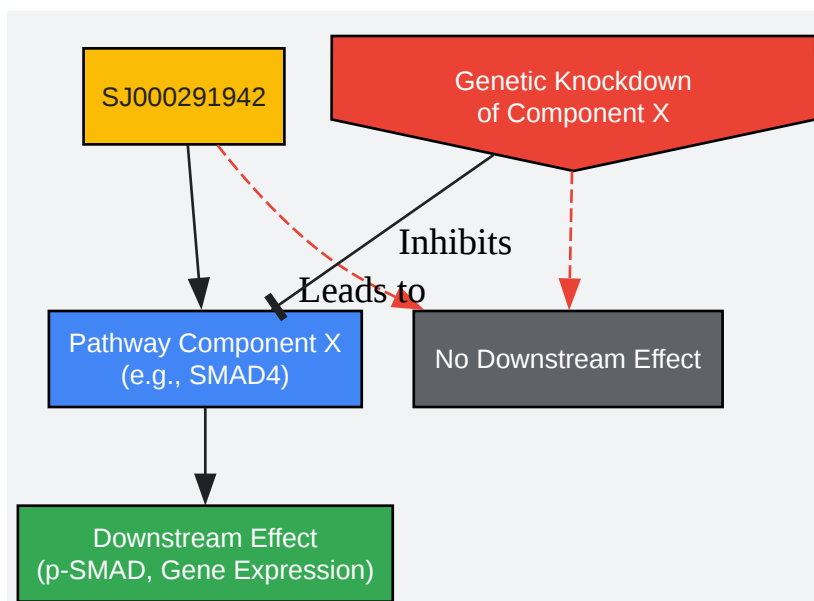 SJ000291942
Genetic Knockdown
of Component X
Inhibits
Leads to
Pathway Component X
(e.g., SMAD4)
No Downstream Effect
Downstream Effect
(p-SMAD, Gene Expression)